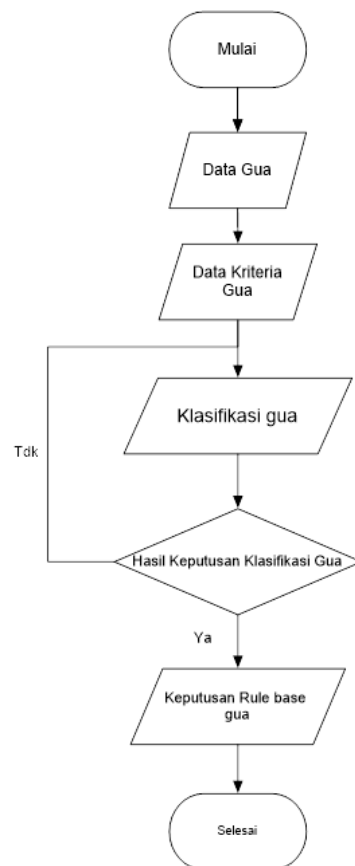 Mulai
Data Gua
Data Kriteria
Gua
Klasifikasi gua
Tdk
Hasil Keputusan Klasifikasi Gua
Ya
Keputusan Rule base
gua
Selesai